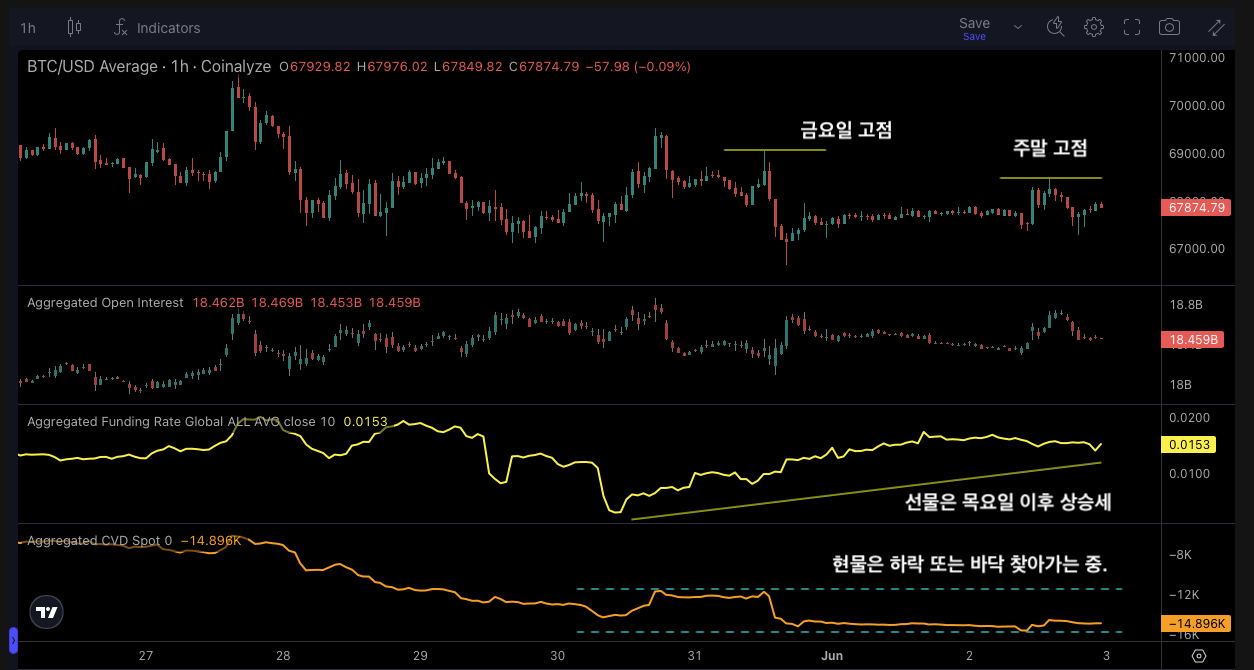 1h
Indicators
Save
Save
BTC/USD Average · 1h · Coinalyze O67929.82 H67976.02 L67849.82 C67874.79 −57.98 (−0.09%)
71000.00
70000.00
69000.00
67874.79
67000.00
금요일 고점
주말 고점
Aggregated Open Interest 18.462B 18.469B 18.453B 18.459B
18.8B
18.459B
18B
Aggregated Funding Rate Global ALL AVG close 10 0.0153
0.0200
0.0153
0.0100
선물은 목요일 이후 상승세
Aggregated CVD Spot 0 −14.896K
현물은 하락 또는 바닥 찾아가는 중.
−8K
−12K
−14.896K
−16K
27 28 29 30 31 Jun 2 3